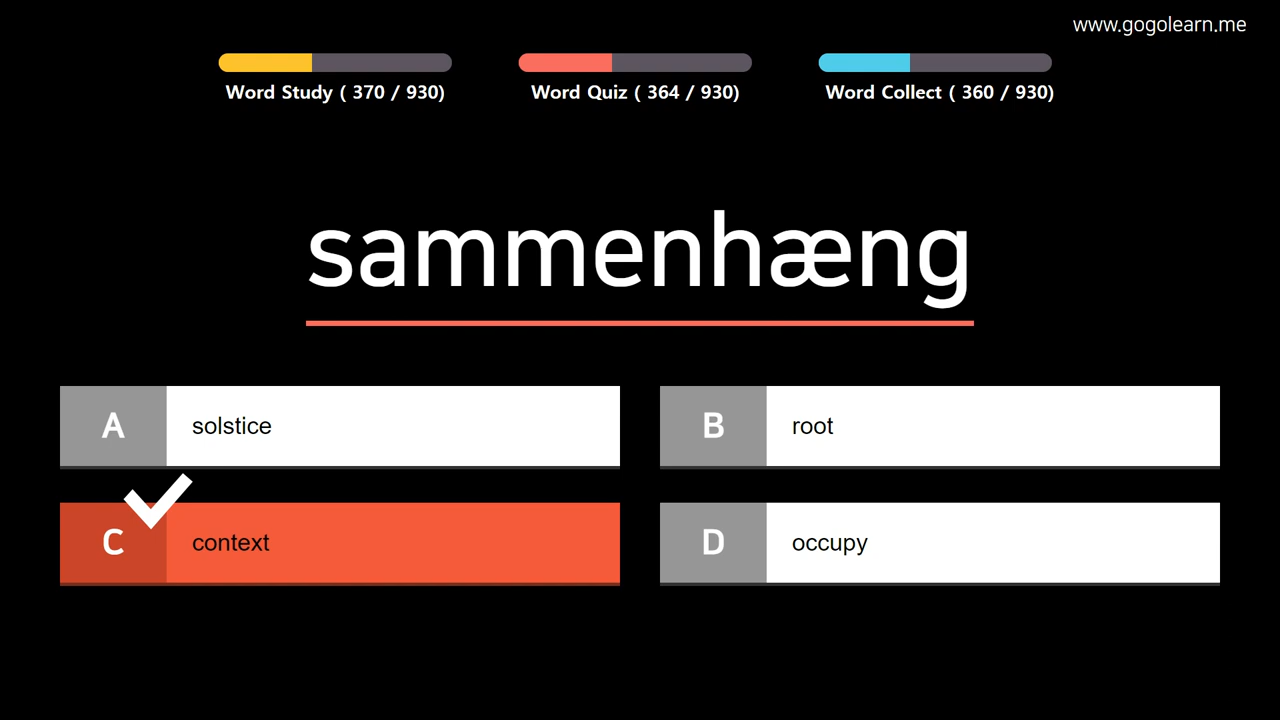 www.gogolearn.me
Word Study ( 370 / 930)
Word Quiz ( 364 / 930)
Word Collect ( 360 / 930)
sammenhæng
A solstice
B root
C context
D occupy